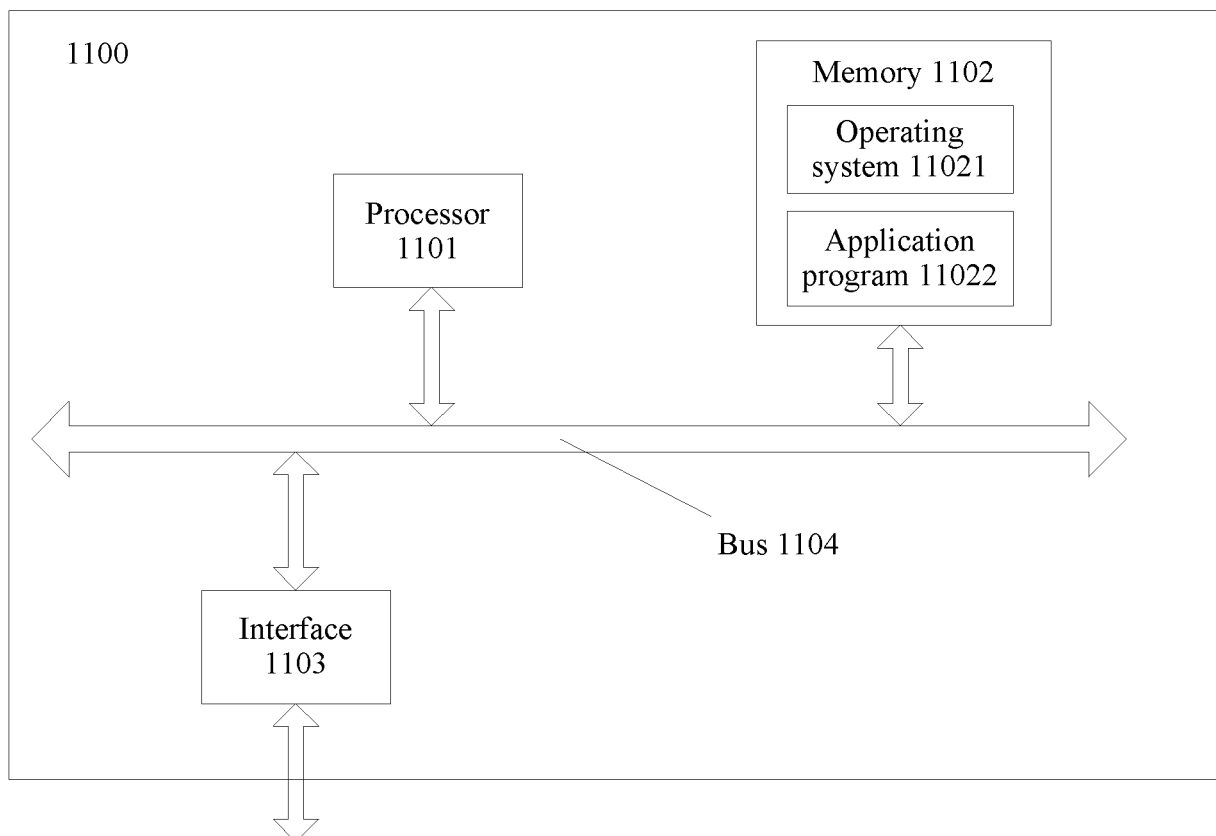 1100
Memory 1102
Operating
system 11021
Application
program 11022
Processor
1101
Bus 1104
Interface
1103